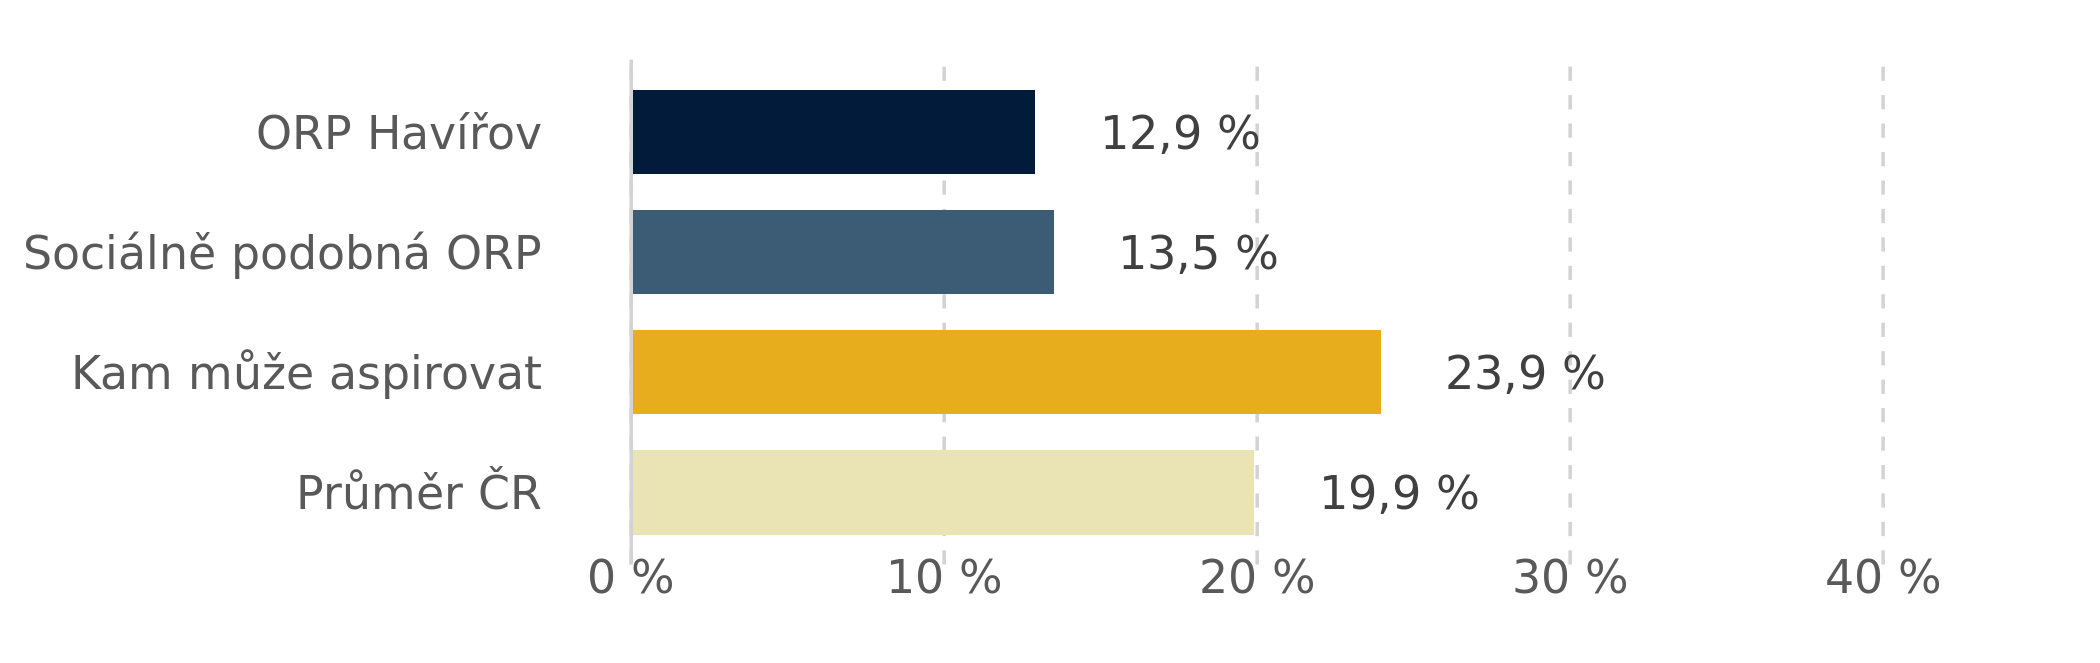 ORP Havířov 12,9 %
Sociálně podobná ORP 13,5 %
Kam může aspirovat 23,9 %
Průměr ČR 19,9 %
0 % 10 % 20 % 30 % 40 %